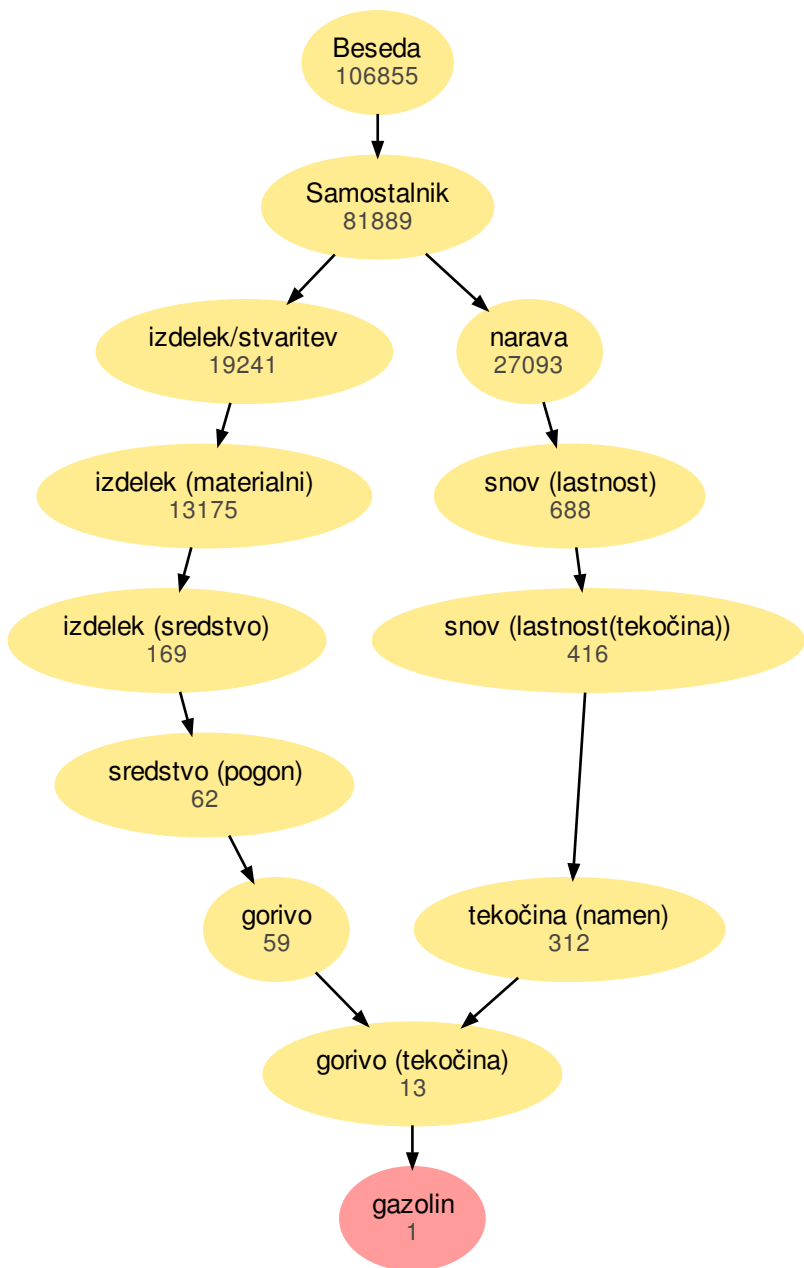 Beseda
106855
Samostalnik
81889
izdelek/stvaritev
19241
narava
27093
izdelek (materialni)
13175
snov (lastnost)
688
izdelek (sredstvo)
169
snov (lastnost(tekočina))
416
sredstvo (pogon)
62
gorivo
59
tekočina (namen)
312
gorivo (tekočina)
13
gazolin
1